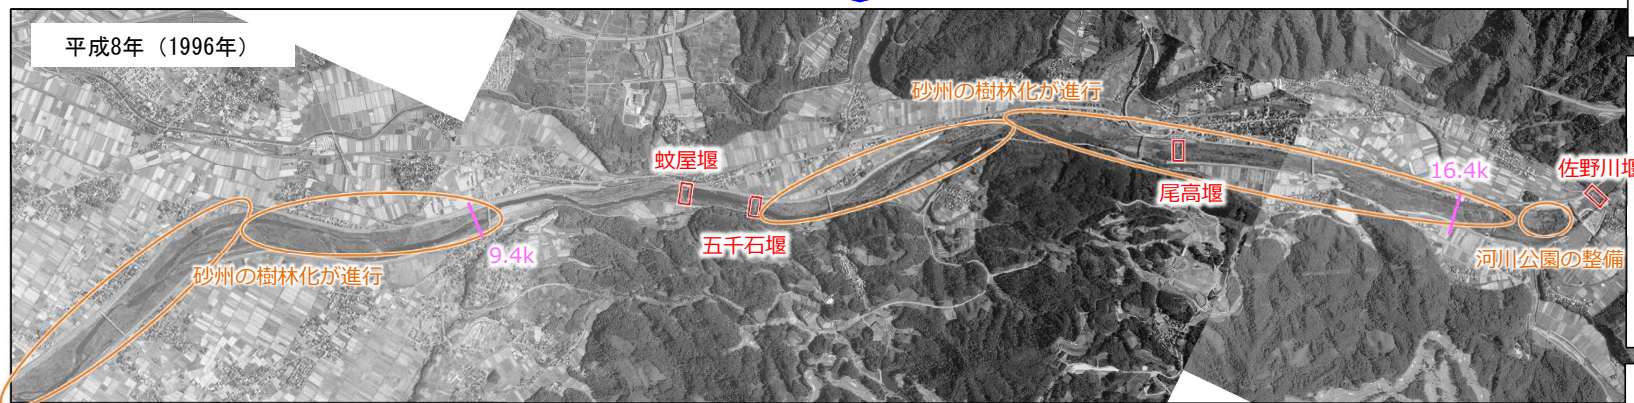 平成8年（1996年）
砂州の樹林化が進行
蚊屋堰
16.4k
佐野川堰
尾高堰
五千石堰
9.4k
河川公園の整備
砂州の樹林化が進行